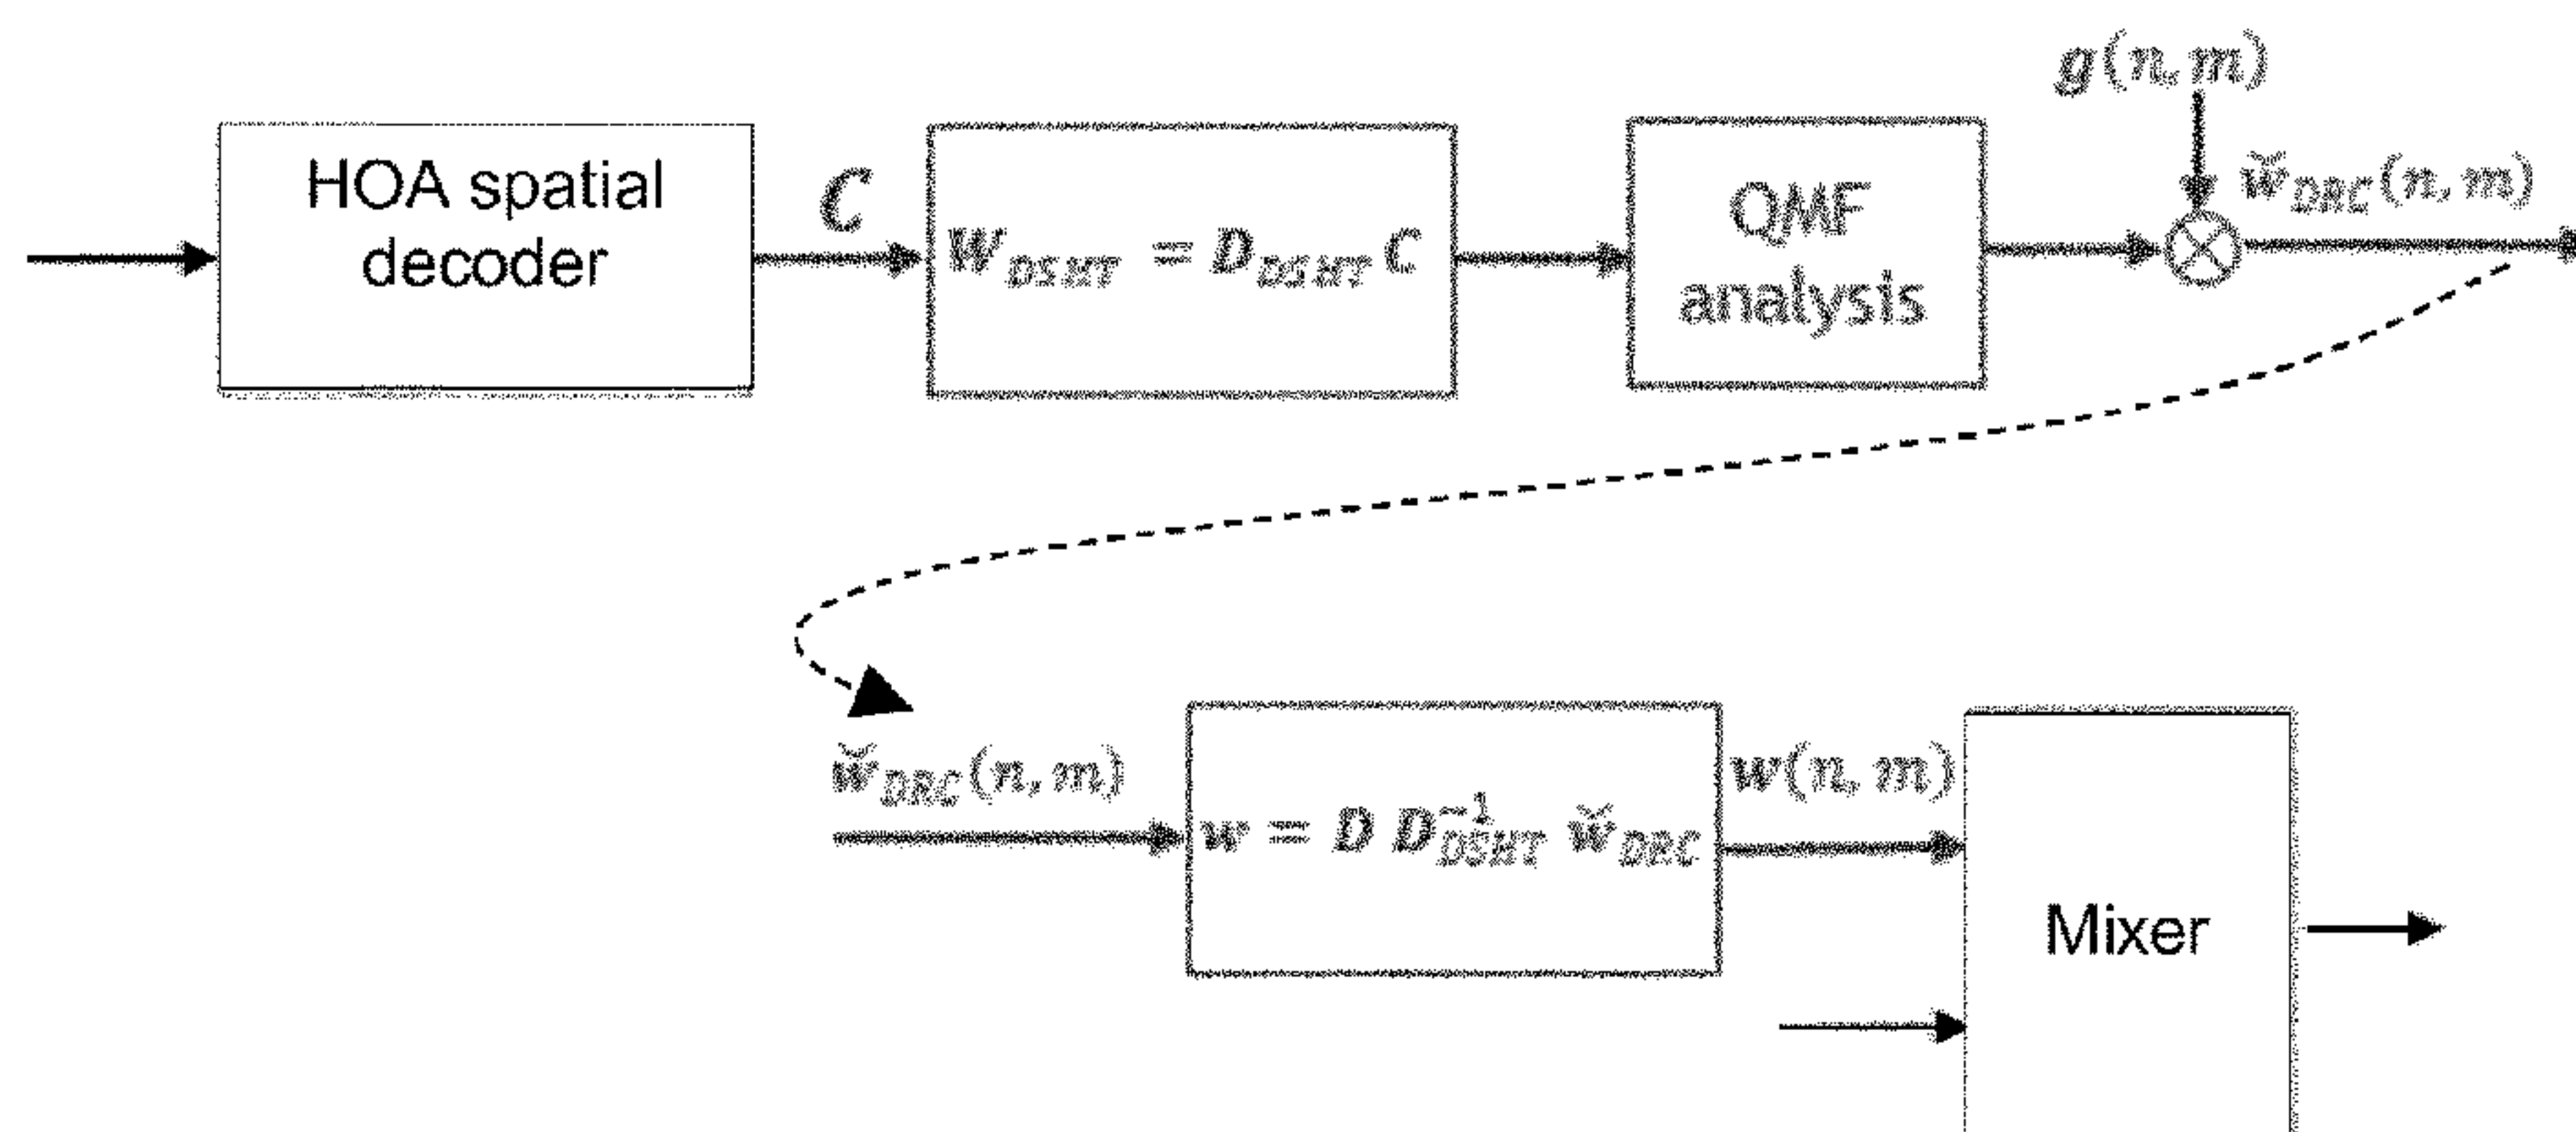 g(n, m)
HOA spatial
decoder
C
W_DSHT = D_DSHT C
QMF
analysis
w̌_DRC(n, m)
w̌_DRC(n, m)
w = D D_DSHT^-1 w̌_DRC
w(n, m)
Mixer